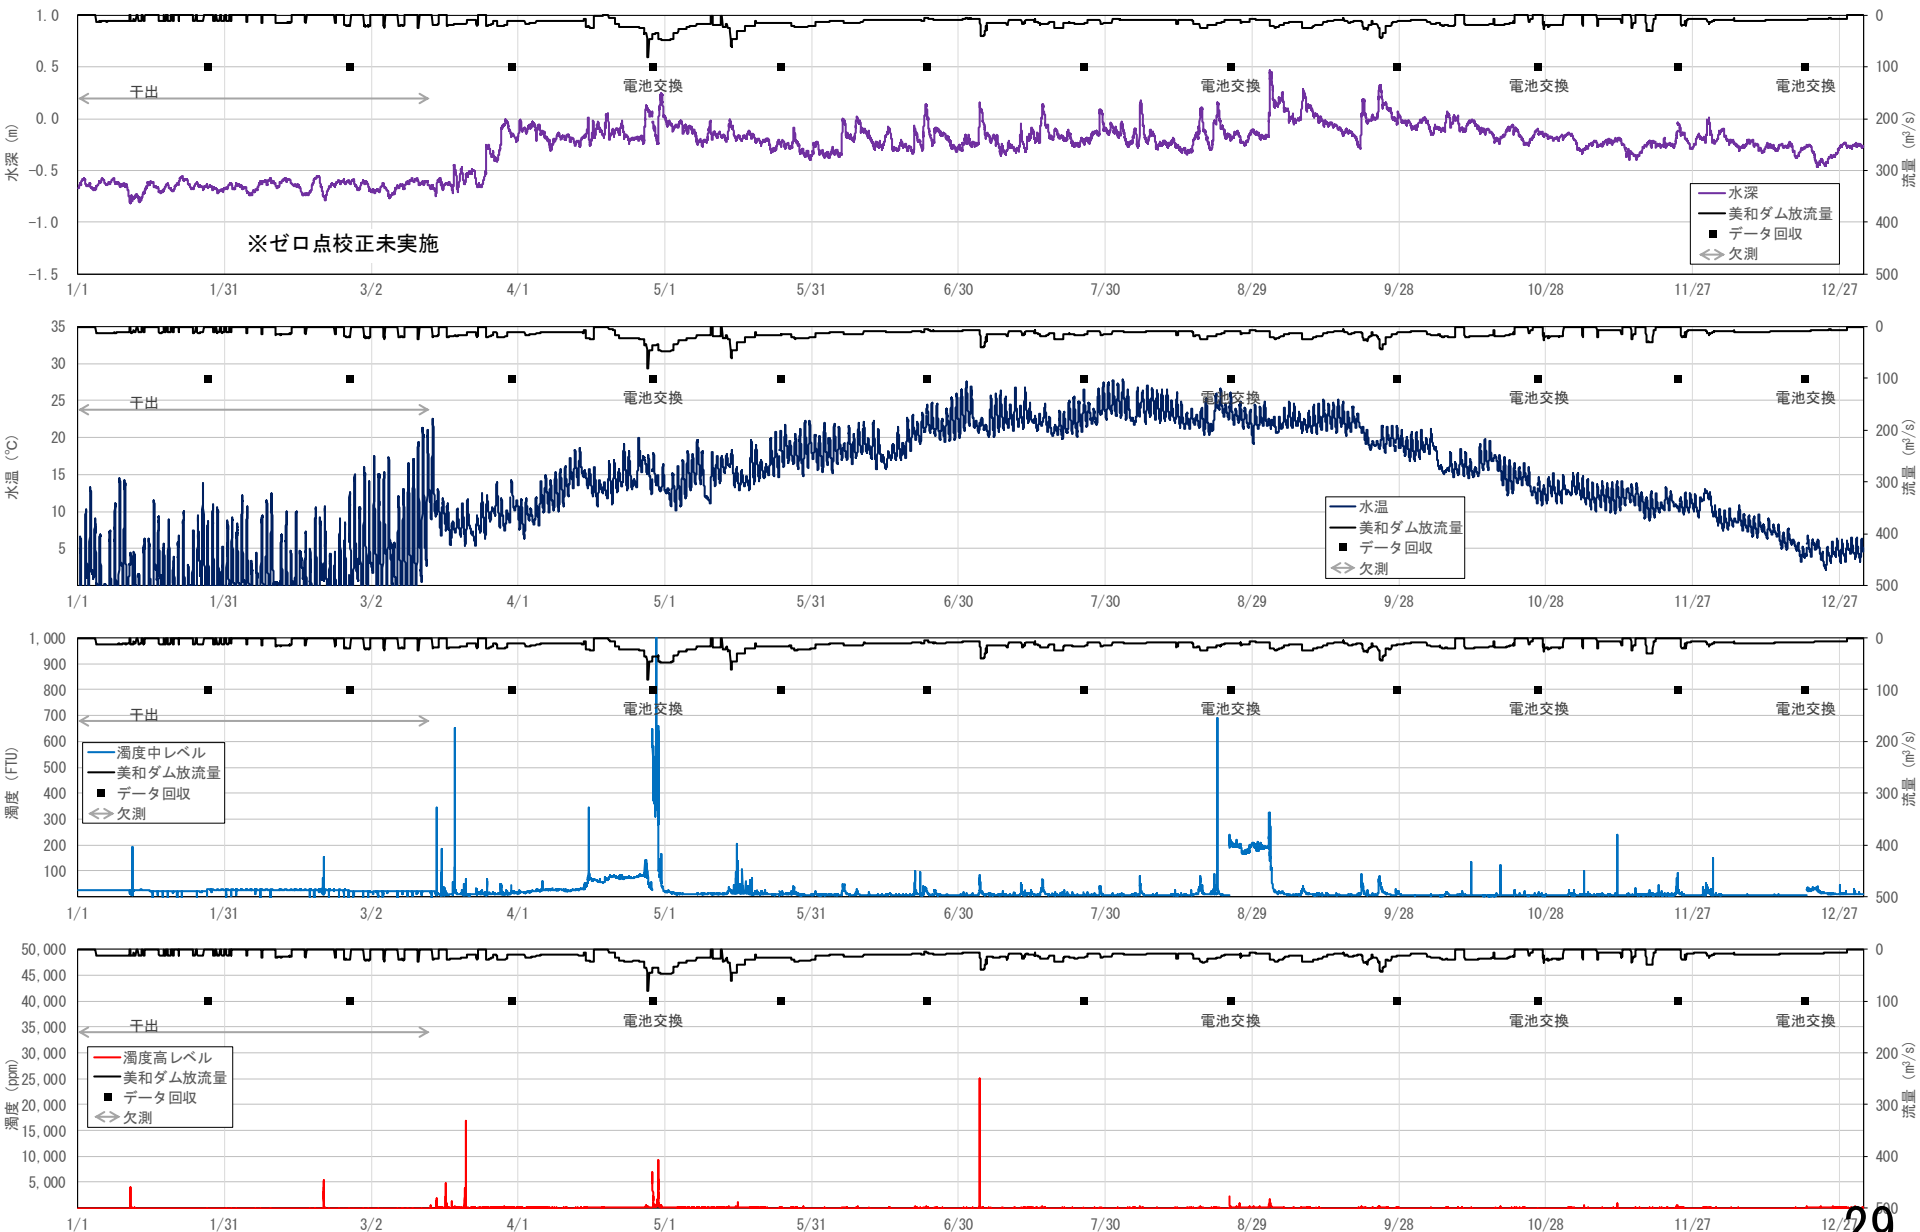 1.0
0.5
0.0
-0.5
-1.0
-1.5
水深 (m)
0
100
200
300
400
500
流量 (m³/s)
干出
電池交換
電池交換
電池交換
電池交換
※ゼロ点校正未実施
水深
美和ダム放流量
データ回収
欠測
1/1
1/31
3/2
4/1
5/1
5/31
6/30
7/30
8/29
9/28
10/28
11/27
12/27
35
30
25
20
15
10
5
水温 (℃)
0
100
200
300
400
500
流量 (m³/s)
干出
電池交換
電池交換
電池交換
電池交換
水温
美和ダム放流量
データ回収
欠測
1/1
1/31
3/2
4/1
5/1
5/31
6/30
7/30
8/29
9/28
10/28
11/27
12/27
1,000
900
800
700
600
500
400
300
200
100
濁度 (FTU)
0
100
200
300
400
500
流量 (m³/s)
干出
電池交換
電池交換
電池交換
電池交換
濁度中レベル
美和ダム放流量
データ回収
欠測
1/1
1/31
3/2
4/1
5/1
5/31
6/30
7/30
8/29
9/28
10/28
11/27
12/27
50,000
45,000
40,000
35,000
30,000
25,000
20,000
15,000
10,000
5,000
濁度 (ppm)
0
100
200
300
400
500
流量 (m³/s)
干出
電池交換
電池交換
電池交換
電池交換
濁度高レベル
美和ダム放流量
データ回収
欠測
1/1
1/31
3/2
4/1
5/1
5/31
6/30
7/30
8/29
9/28
10/28
11/27
12/27
29